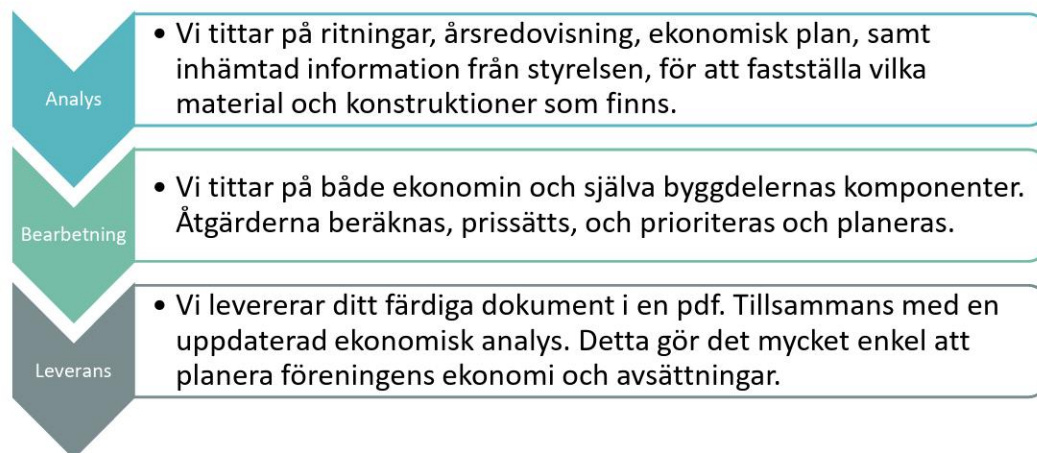 Analys
• Vi tittar på ritningar, årsredovisning, ekonomisk plan, samt
inhämtad information från styrelsen, för att fastställa vilka
material och konstruktioner som finns.
Bearbetning
• Vi tittar på både ekonomin och själva byggdelernas komponenter.
Åtgärderna beräknas, prissätts, och prioriteras och planeras.
Leverans
• Vi levererar ditt färdiga dokument i en pdf. Tillsammans med en
uppdaterad ekonomisk analys. Detta gör det mycket enkel att
planera föreningens ekonomi och avsättningar.